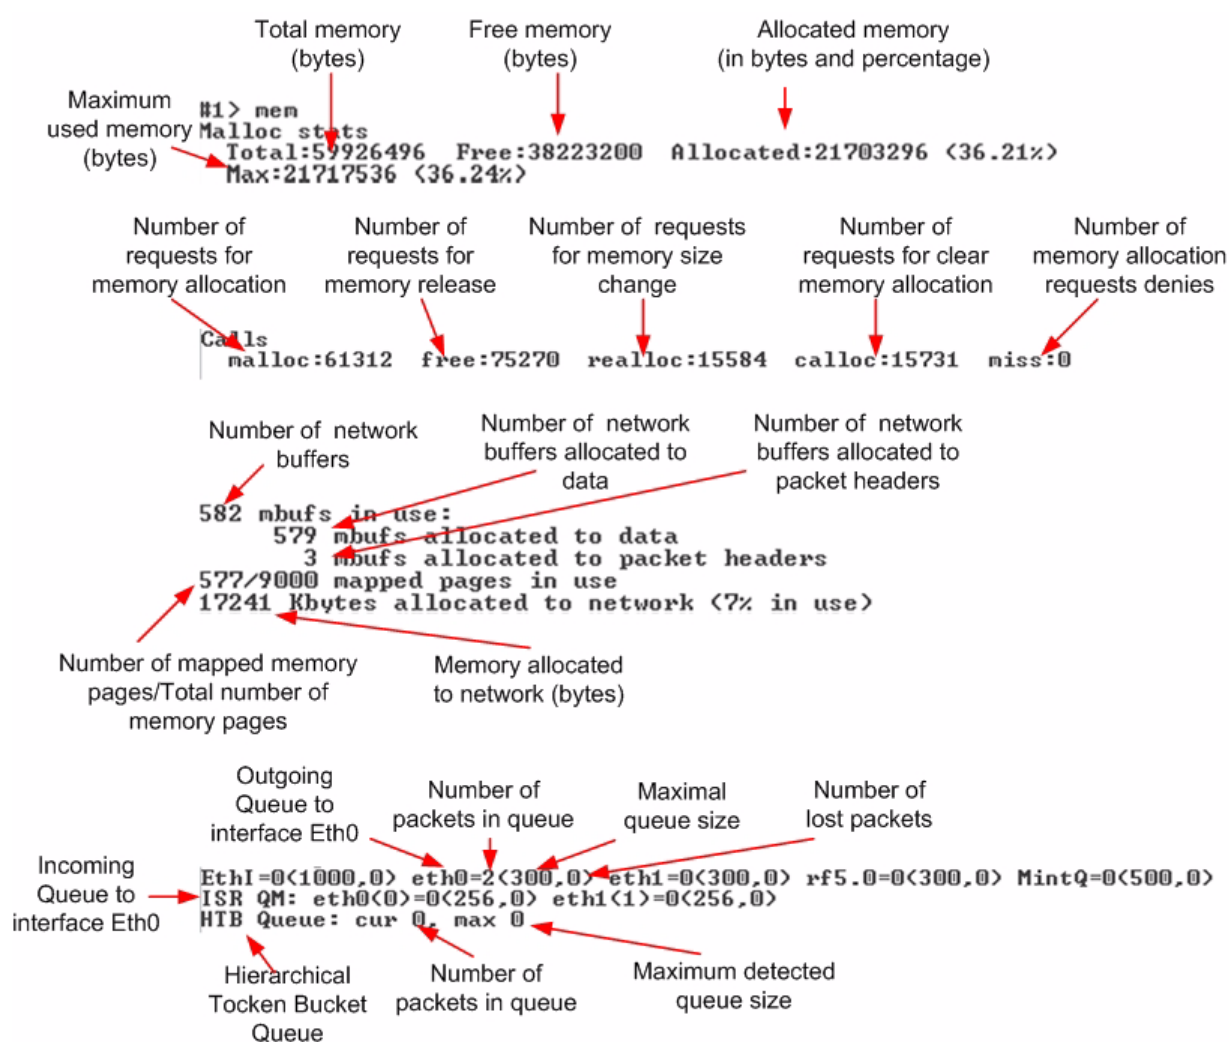 Total memory
(bytes)
Free memory
(bytes)
Allocated memory
(in bytes and percentage)
Maximum
used memory
(bytes)
#1> mem
Malloc stats
Total:59926496 Free:38223200 Allocated:21703296 (36.21%)
Max:21717536 (36.24%)
Number of
requests for
memory allocation
Number of
requests for
memory release
Number of requests
for memory size
change
Number of
requests for clear
memory allocation
Number of
memory allocation
requests denies
Calls
malloc:61312 free:75270 realloc:15584 calloc:15731 miss:0
Number of network
buffers
Number of network
buffers allocated to
data
Number of network
buffers allocated to
packet headers
582 mbufs in use:
579 mbufs allocated to data
3 mbufs allocated to packet headers
577/9000 mapped pages in use
17241 Kbytes allocated to network (7% in use)
Number of mapped memory
pages/Total number of
memory pages
Memory allocated
to network (bytes)
Outgoing
Queue to
interface Eth0
Number of
packets in queue
Maximal
queue size
Number of
lost packets
Incoming
Queue to
interface Eth0
EthI=0(1000,0) eth0=2(300,0) eth1=0(300,0) rf5.0=0(300,0) MintQ=0(500,0)
ISR QM: eth0(0)=0(256,0) eth1(1)=0(256,0)
HTB Queue: cur 0, max 0
Hierarchical
Tocken Bucket
Queue
Number of
packets in queue
Maximum detected
queue size